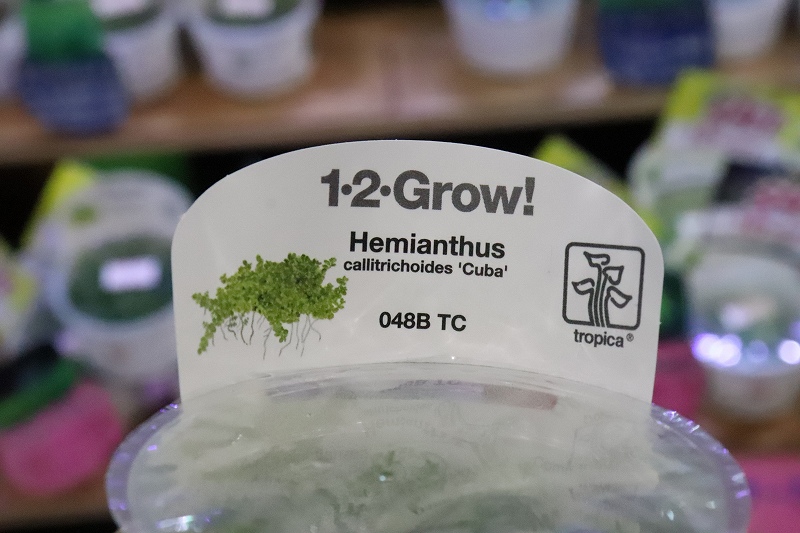 1·2·Grow!
Hemianthus
callitrichoides 'Cuba'
048B TC
tropica®